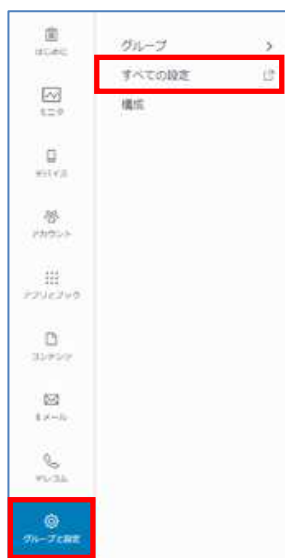 はじめに
モニタ
デバイス
アカウント
アプリとブック
コンテンツ
Eメール
テレコム
グループと設定
グループ
すべての設定
構成